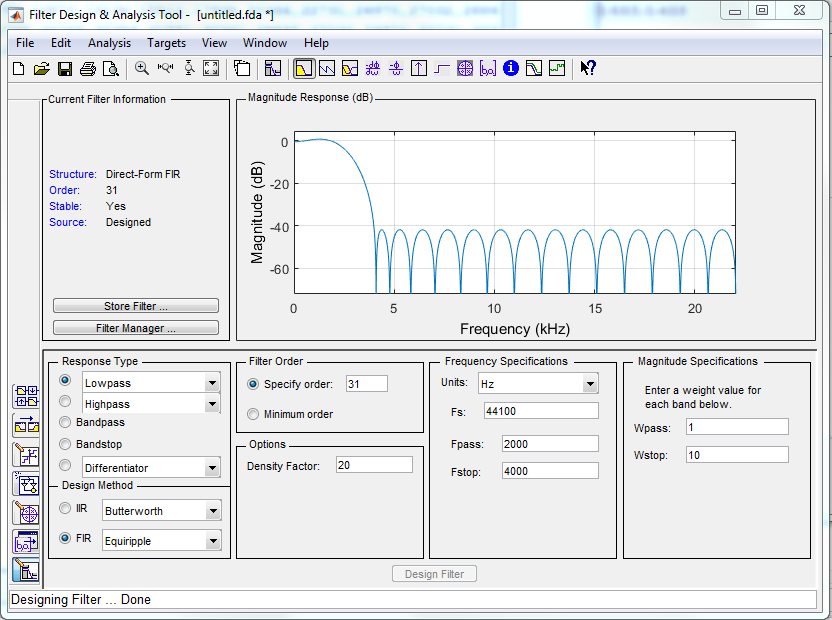 Filter Design & Analysis Tool - [untitled.fda *]
File Edit Analysis Targets View Window Help
Current Filter Information
Structure: Direct-Form FIR
Order: 31
Stable: Yes
Source: Designed
Store Filter ...
Filter Manager ...
Magnitude Response (dB)
Magnitude (dB)
0
-20
-40
-60
0 5 10 15 20
Frequency (kHz)
Response Type
Lowpass
Highpass
Bandpass
Bandstop
Differentiator
Design Method
IIR Butterworth
FIR Equiripple
Filter Order
Specify order: 31
Minimum order
Options
Density Factor: 20
Frequency Specifications
Units: Hz
Fs: 44100
Fpass: 2000
Fstop: 4000
Magnitude Specifications
Enter a weight value for
each band below.
Wpass: 1
Wstop: 10
Design Filter
Designing Filter ... Done